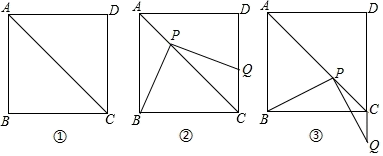 A D A D A D
P Q P
B C B C B C
Q
① ② ③